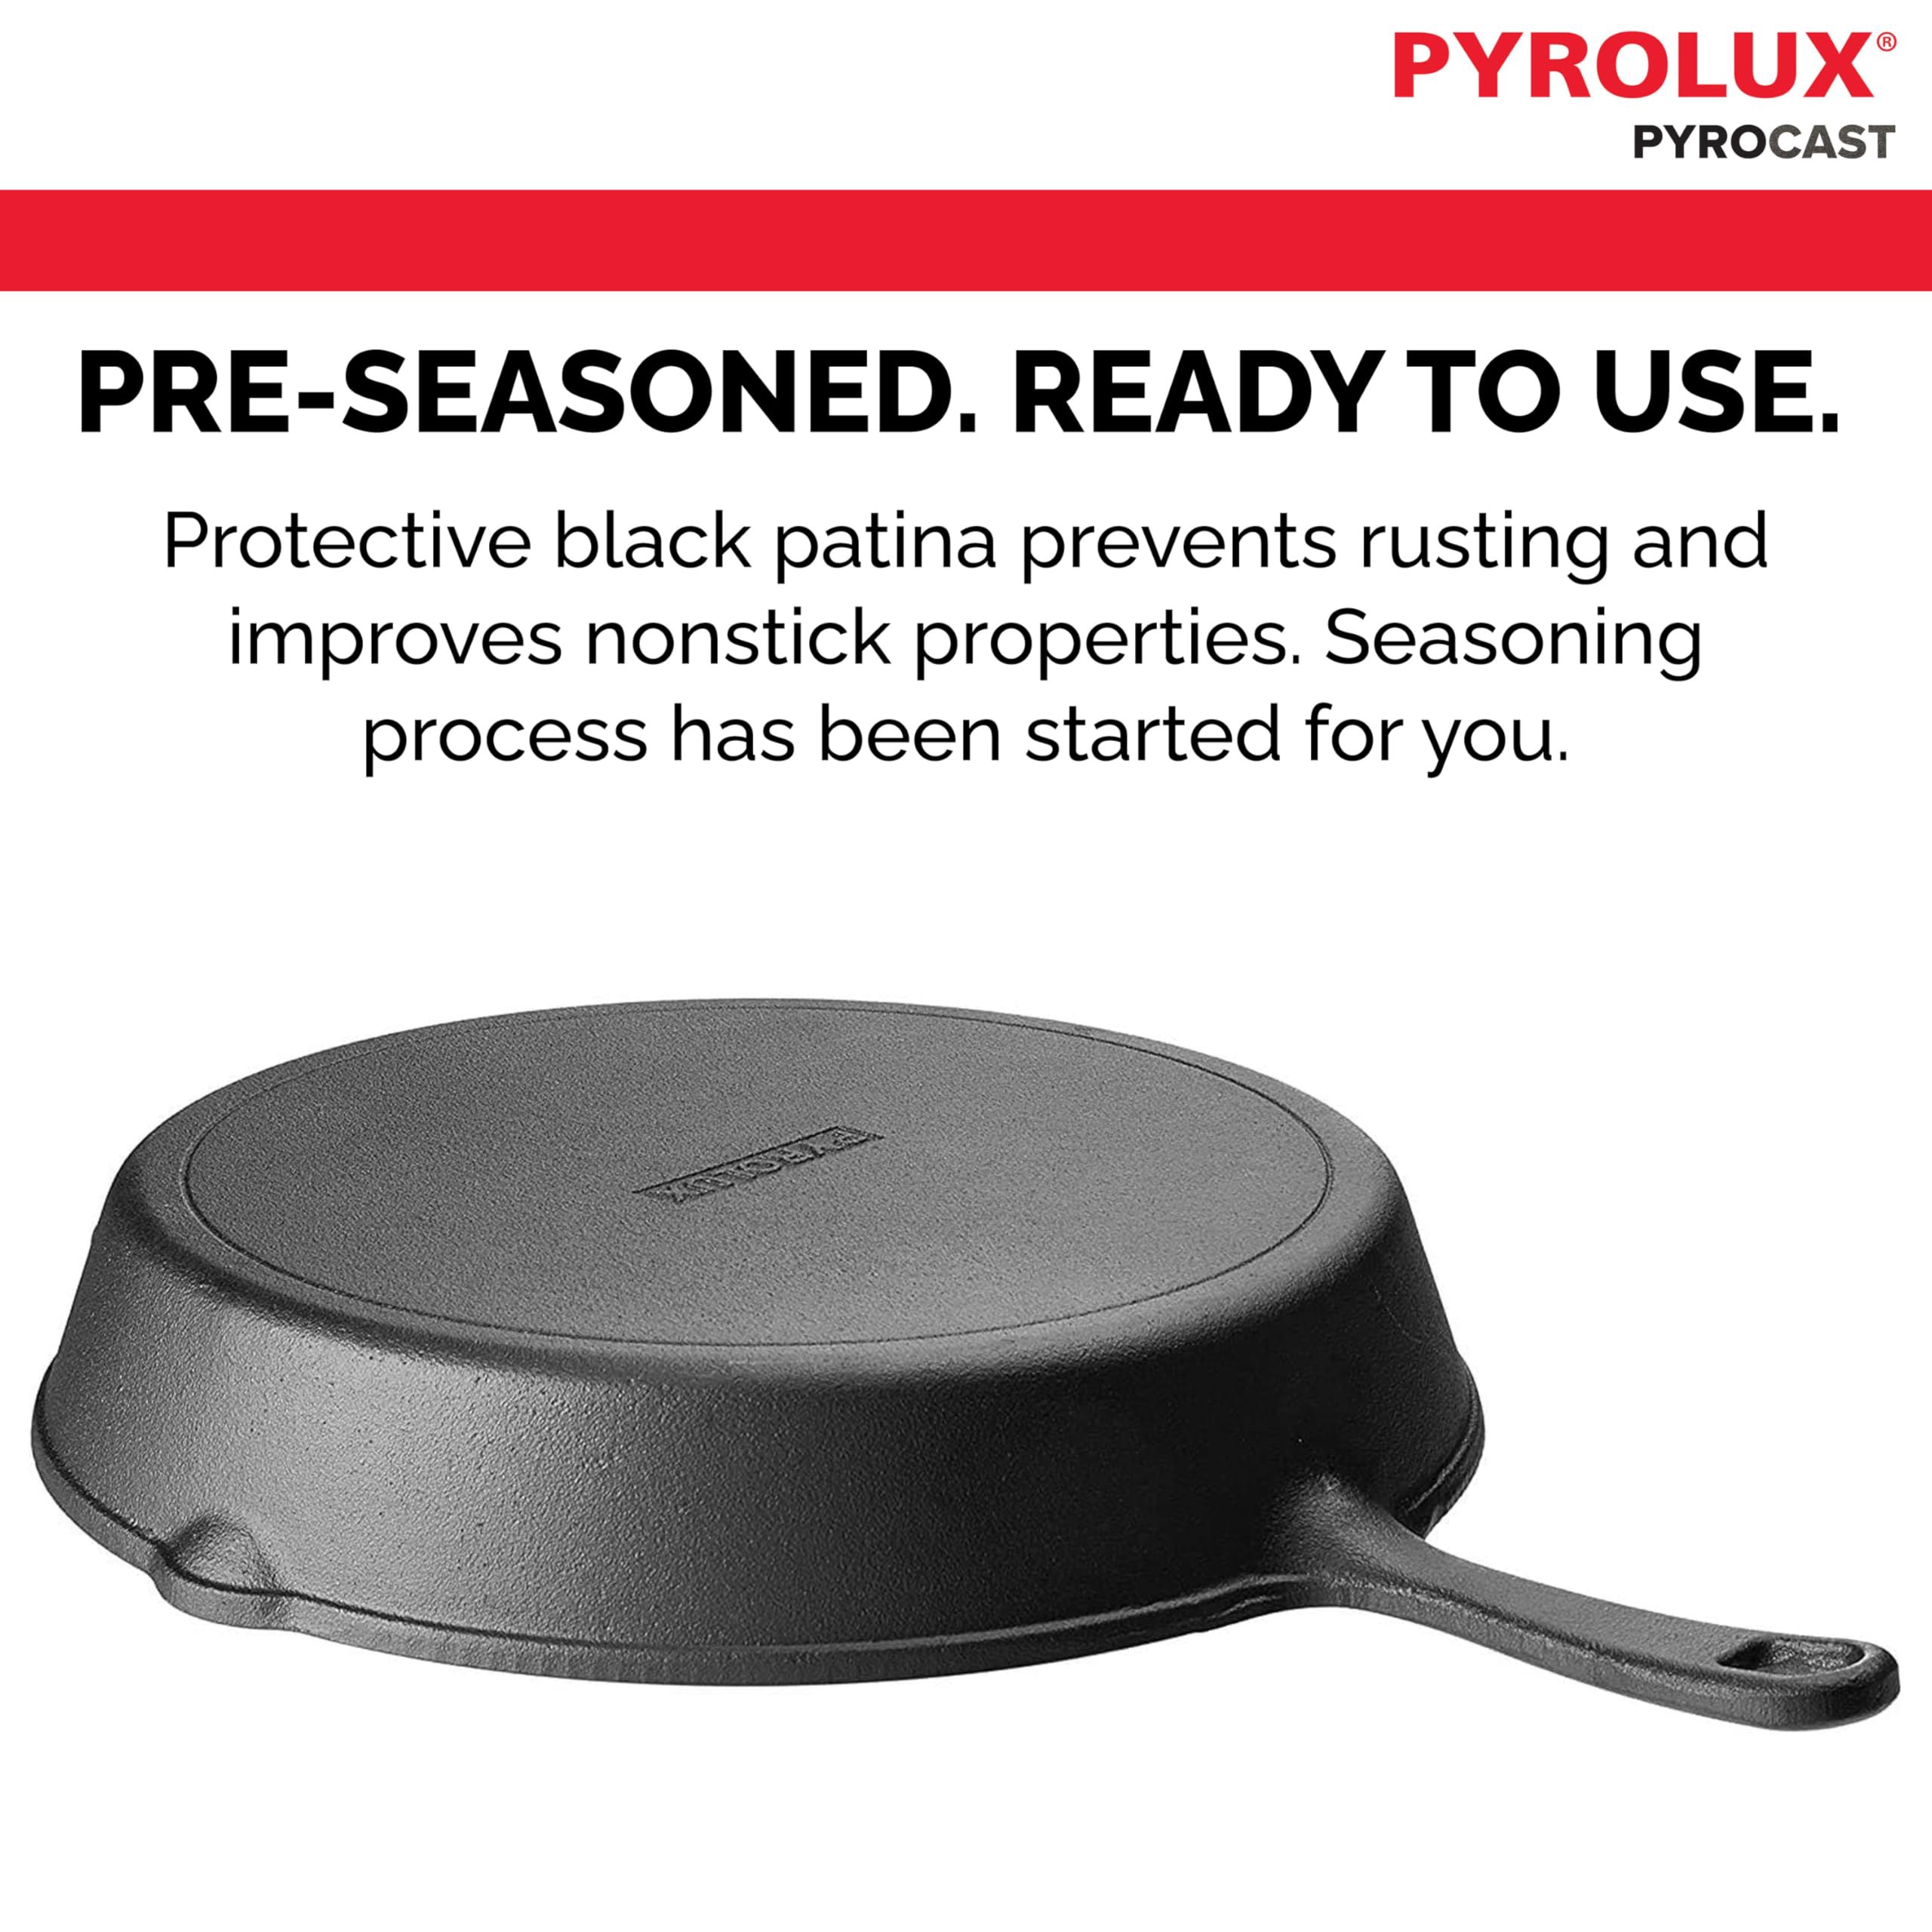 PYROLUX®
PYROCAST
PRE-SEASONED. READY TO USE.
Protective black patina prevents rusting and
improves nonstick properties. Seasoning
process has been started for you.
PYROLUX